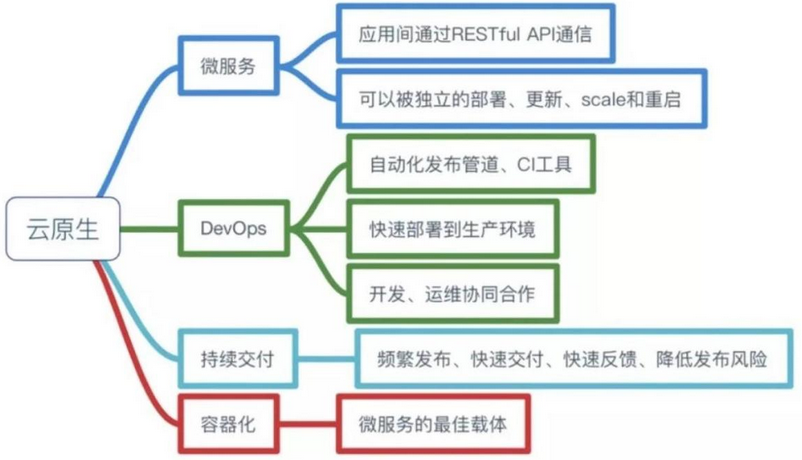 云原生
微服务
应用间通过RESTful API通信
可以被独立的部署、更新、scale和重启
DevOps
自动化发布管道、CI工具
快速部署到生产环境
开发、运维协同合作
持续交付
频繁发布、快速交付、快速反馈、降低发布风险
容器化
微服务的最佳载体